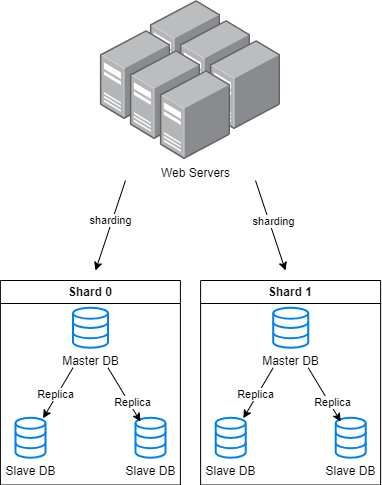 Web Servers
sharding
sharding
Shard 0
Shard 1
Master DB
Master DB
Replica
Replica
Replica
Replica
Slave DB
Slave DB
Slave DB
Slave DB